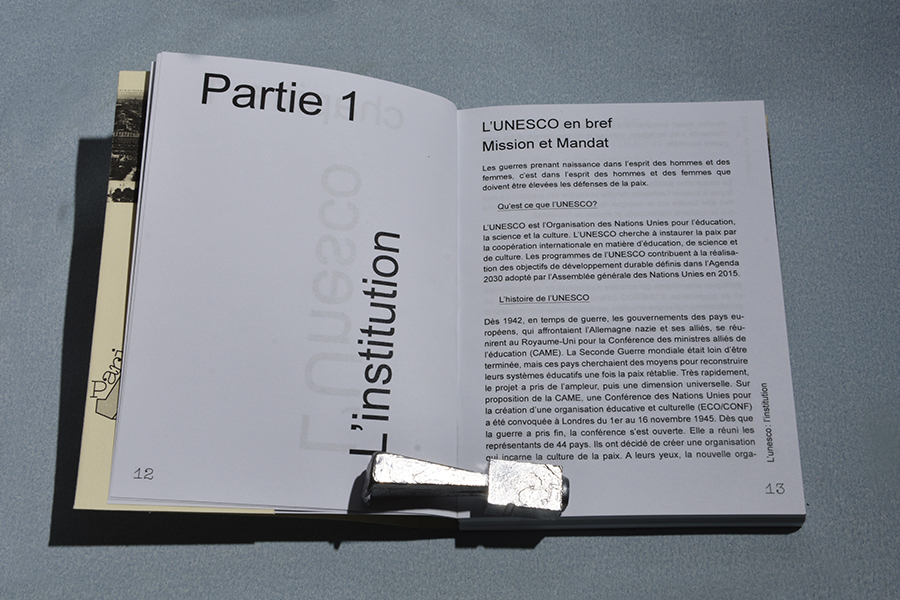 Partie 1
L'institution
12
L'UNESCO en bref
Mission et Mandat
Les guerres prenant naissance dans l'esprit des hommes et des
femmes, c'est dans l'esprit des hommes et des femmes que
doivent être élevées les défenses de la paix.
Qu'est ce que l'UNESCO?
L'UNESCO est l'Organisation des Nations Unies pour l'éducation,
la science et la culture. L'UNESCO cherche à instaurer la paix par
la coopération internationale en matière d'éducation, de science et
de culture. Les programmes de l'UNESCO contribuent à la réalisa-
tion des objectifs de développement durable définis dans l'Agenda
2030 adopté par l'Assemblée générale des Nations Unies en 2015.
L'histoire de l'UNESCO
Dès 1942, en temps de guerre, les gouvernements des pays eu-
ropéens, qui affrontaient l'Allemagne nazie et ses alliés, se réu-
nirent au Royaume-Uni pour la Conférence des ministres alliés de
l'éducation (CAME). La Seconde Guerre mondiale était loin d'être
terminée, mais ces pays cherchaient des moyens pour reconstruire
leurs systèmes éducatifs une fois la paix rétablie. Très rapidement,
le projet a pris de l'ampleur, puis une dimension universelle. Sur
proposition de la CAME, une Conférence des Nations Unies pour
la création d'une organisation éducative et culturelle (ECO/CONF)
a été convoquée à Londres du 1er au 16 novembre 1945. Dès que
la guerre a pris fin, la conférence s'est ouverte. Elle a réuni les
représentants de 44 pays. Ils ont décidé de créer une organisation
qui incarne la culture de la paix. A leurs yeux, la nouvelle orga-
L'unesco : l'institution
13